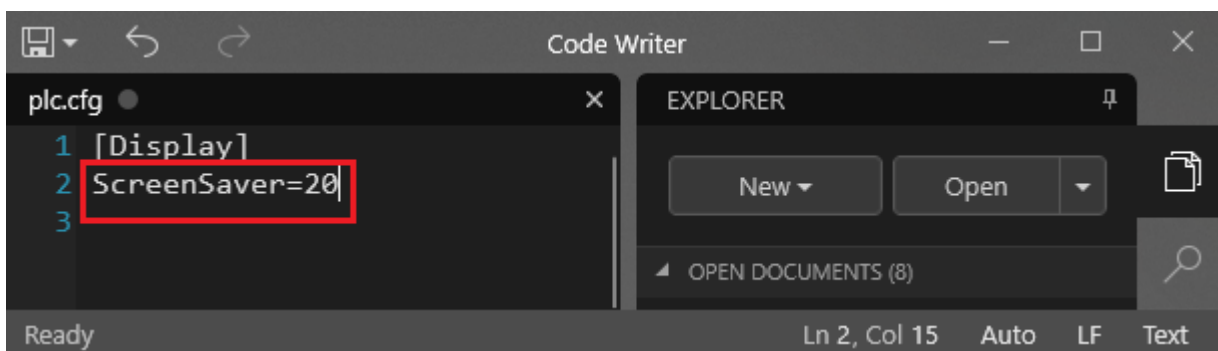 Code Writer
plc.cfg
EXPLORER
1 [Display]
2 ScreenSaver=20
3
New
Open
OPEN DOCUMENTS (8)
Ready
Ln 2, Col 15
Auto
LF
Text